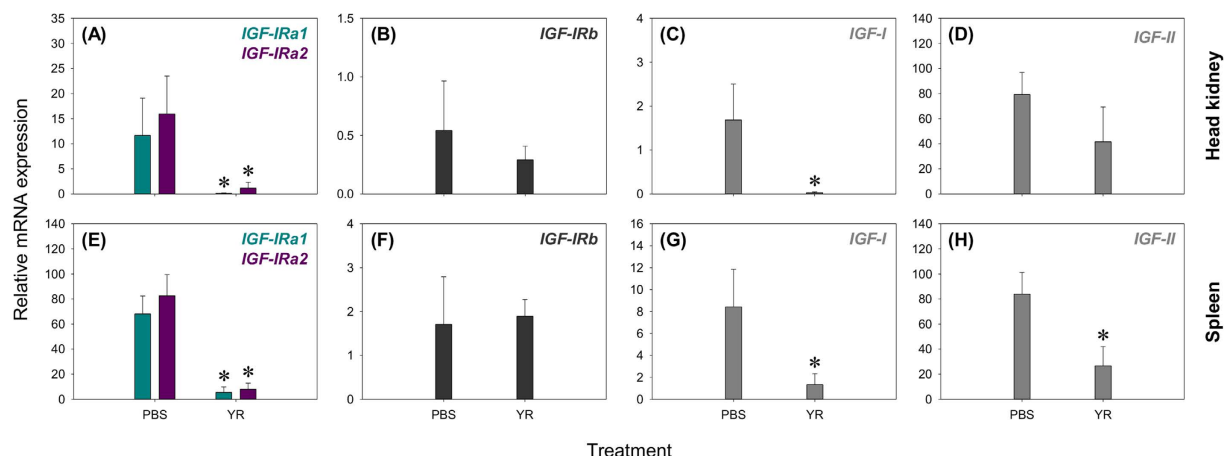 Relative mRNA expression
(A)
IGF-IRa1
IGF-IRa2
35
30
25
20
15
10
5
0
* *
(B)
IGF-IRb
1.5
1.0
0.5
0.0
(C)
IGF-I
4
3
2
1
0
*
(D)
IGF-II
140
120
100
80
60
40
20
0
Head kidney
(E)
IGF-IRa1
IGF-IRa2
140
120
100
80
60
40
20
0
* *
PBS YR
(F)
IGF-IRb
4
3
2
1
0
PBS YR
(G)
IGF-I
16
14
12
10
8
6
4
2
0
*
PBS YR
(H)
IGF-II
140
120
100
80
60
40
20
0
*
PBS YR
Spleen
Treatment